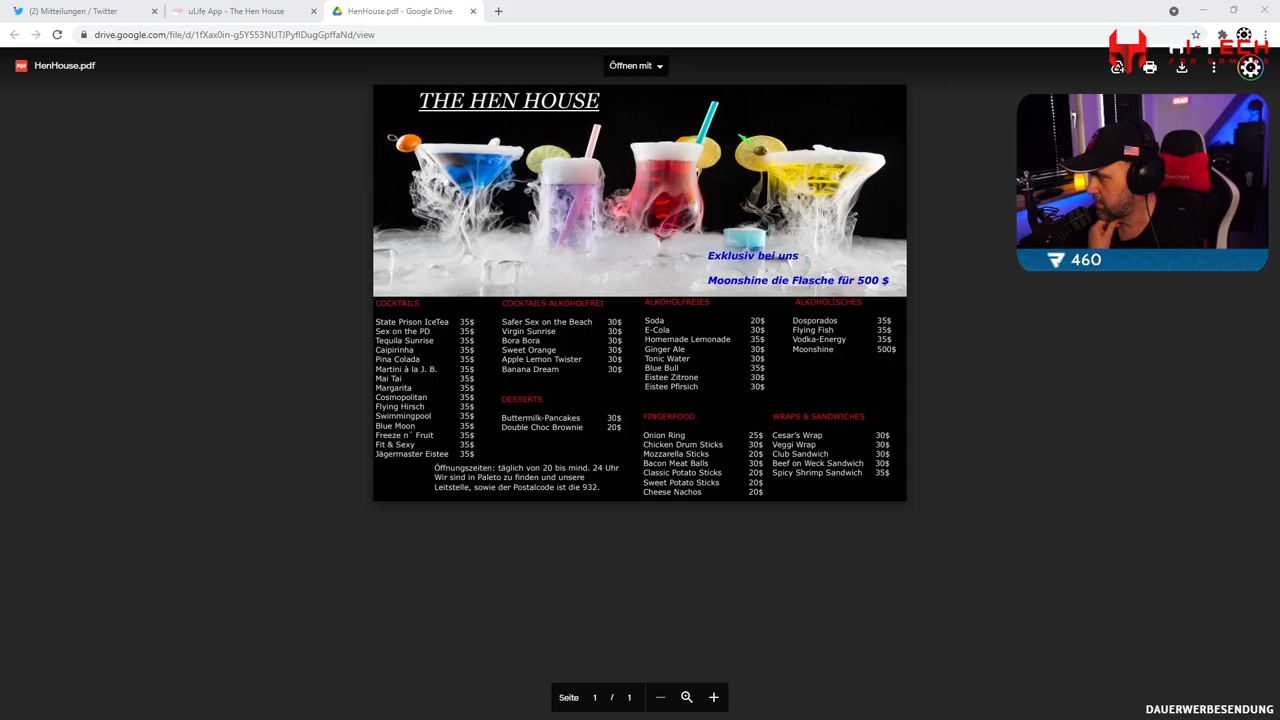 (2) Mitteilungen / Twitter
uLife App - The Hen House
HenHouse.pdf - Google Drive
drive.google.com/file/d/1fXax0in-g5Y553NUTJPyfIDugGpffaNd/view
HI-TECH
FOR GAMERS
PDF HenHouse.pdf
Öffnen mit
THE HEN HOUSE
Exklusiv bei uns
Moonshine die Flasche für 500 $
COCKTAILS
State Prison IceTea 35$
Sex on the PD 35$
Tequila Sunrise 35$
Caipirinha 35$
Pina Colada 35$
Martini à la J. B. 35$
Mai Tai 35$
Margarita 35$
Cosmopolitan 35$
Flying Hirsch 35$
Swimmingpool 35$
Blue Moon 35$
Freeze n´ Fruit 35$
Fit & Sexy 35$
Jägermaster Eistee 35$
COCKTAILS ALKOHOLFREI
Safer Sex on the Beach 30$
Virgin Sunrise 30$
Bora Bora 30$
Sweet Orange 30$
Apple Lemon Twister 30$
Banana Dream 30$
DESSERTS
Buttermilk-Pancakes 30$
Double Choc Brownie 20$
ALKOHOLFREIES
Soda 20$
E-Cola 30$
Homemade Lemonade 35$
Ginger Ale 30$
Tonic Water 30$
Blue Bull 35$
Eistee Zitrone 30$
Eistee Pfirsich 30$
ALKOHOLISCHES
Dosporados 35$
Flying Fish 35$
Vodka-Energy 35$
Moonshine 500$
FINGERFOOD
Onion Ring 25$
Chicken Drum Sticks 30$
Mozzarella Sticks 20$
Bacon Meat Balls 30$
Classic Potato Sticks 20$
Sweet Potato Sticks 20$
Cheese Nachos 20$
WRAPS & SANDWICHES
Cesar's Wrap 30$
Veggi Wrap 30$
Club Sandwich 30$
Beef on Weck Sandwich 30$
Spicy Shrimp Sandwich 35$
Öffnungszeiten: täglich von 20 bis mind. 24 Uhr
Wir sind in Paleto zu finden und unsere
Leitstelle, sowie der Postalcode ist die 932.
ON AIR
460
Seite 1 / 1
DAUERWERBESENDUNG